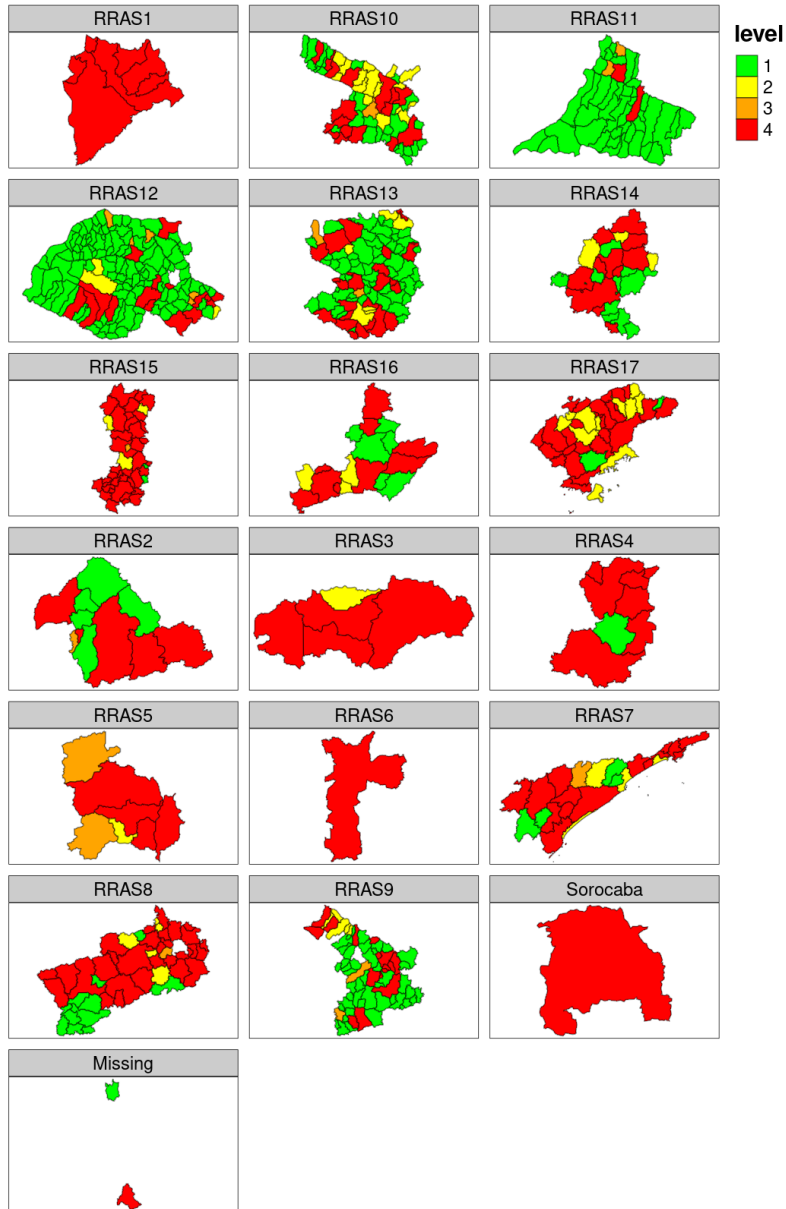 RRAS1 RRAS10 RRAS11
level
1
2
3
4
RRAS12 RRAS13 RRAS14
RRAS15 RRAS16 RRAS17
RRAS2 RRAS3 RRAS4
RRAS5 RRAS6 RRAS7
RRAS8 RRAS9 Sorocaba
Missing